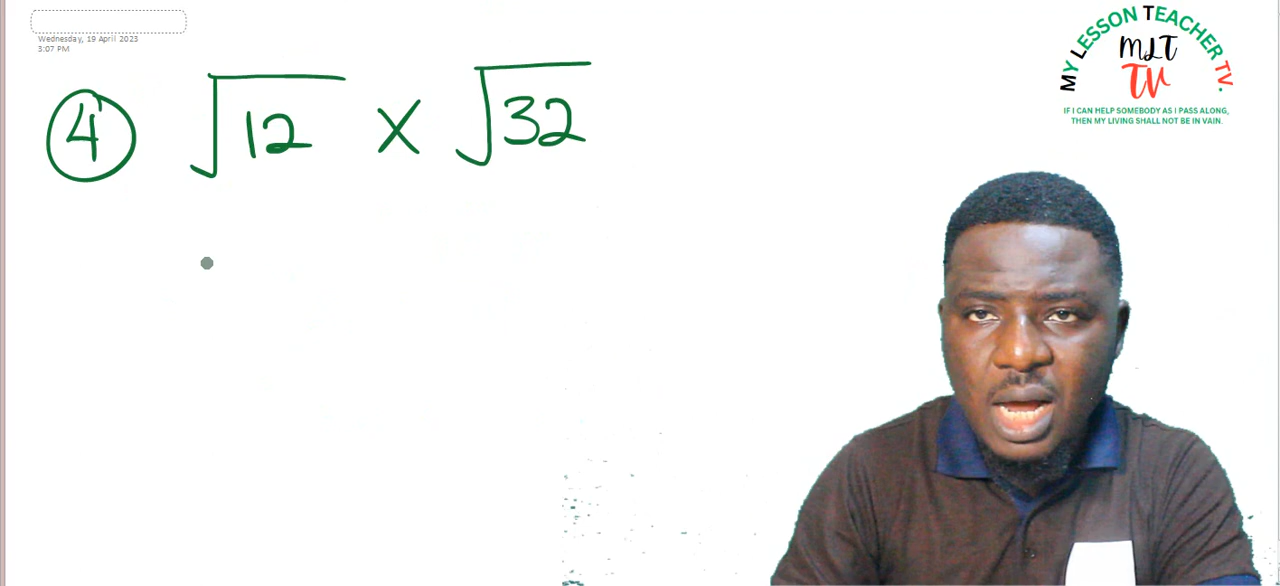 Wednesday, 19 April 2023
3:07 PM
④ √12 × √32
MY LESSON TEACHER TV.
MLT
TV
IF I CAN HELP SOMEBODY AS I PASS ALONG,
THEN MY LIVING SHALL NOT BE IN VAIN.